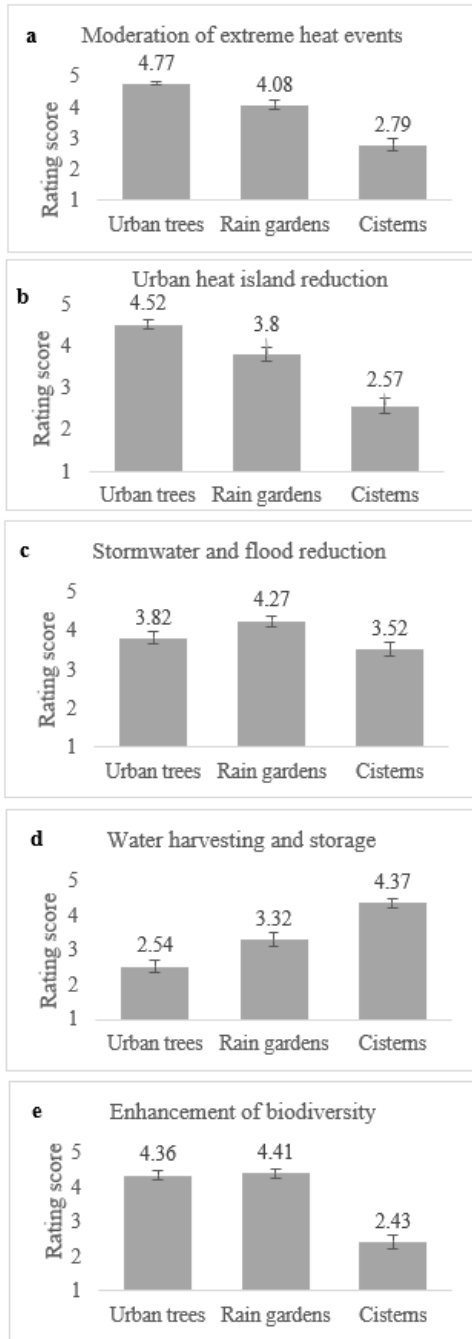 a Moderation of extreme heat events
Rating score
5
4
3
2
1
4.77
4.08
2.79
Urban trees Rain gardens Cisterns
b Urban heat island reduction
Rating score
5
4
3
2
1
4.52
3.8
2.57
Urban trees Rain gardens Cisterns
c Stormwater and flood reduction
Rating score
5
4
3
2
1
3.82
4.27
3.52
Urban trees Rain gardens Cisterns
d Water harvesting and storage
Rating score
5
4
3
2
1
2.54
3.32
4.37
Urban trees Rain gardens Cisterns
e Enhancement of biodiversity
Rating score
5
4
3
2
1
4.36
4.41
2.43
Urban trees Rain gardens Cisterns